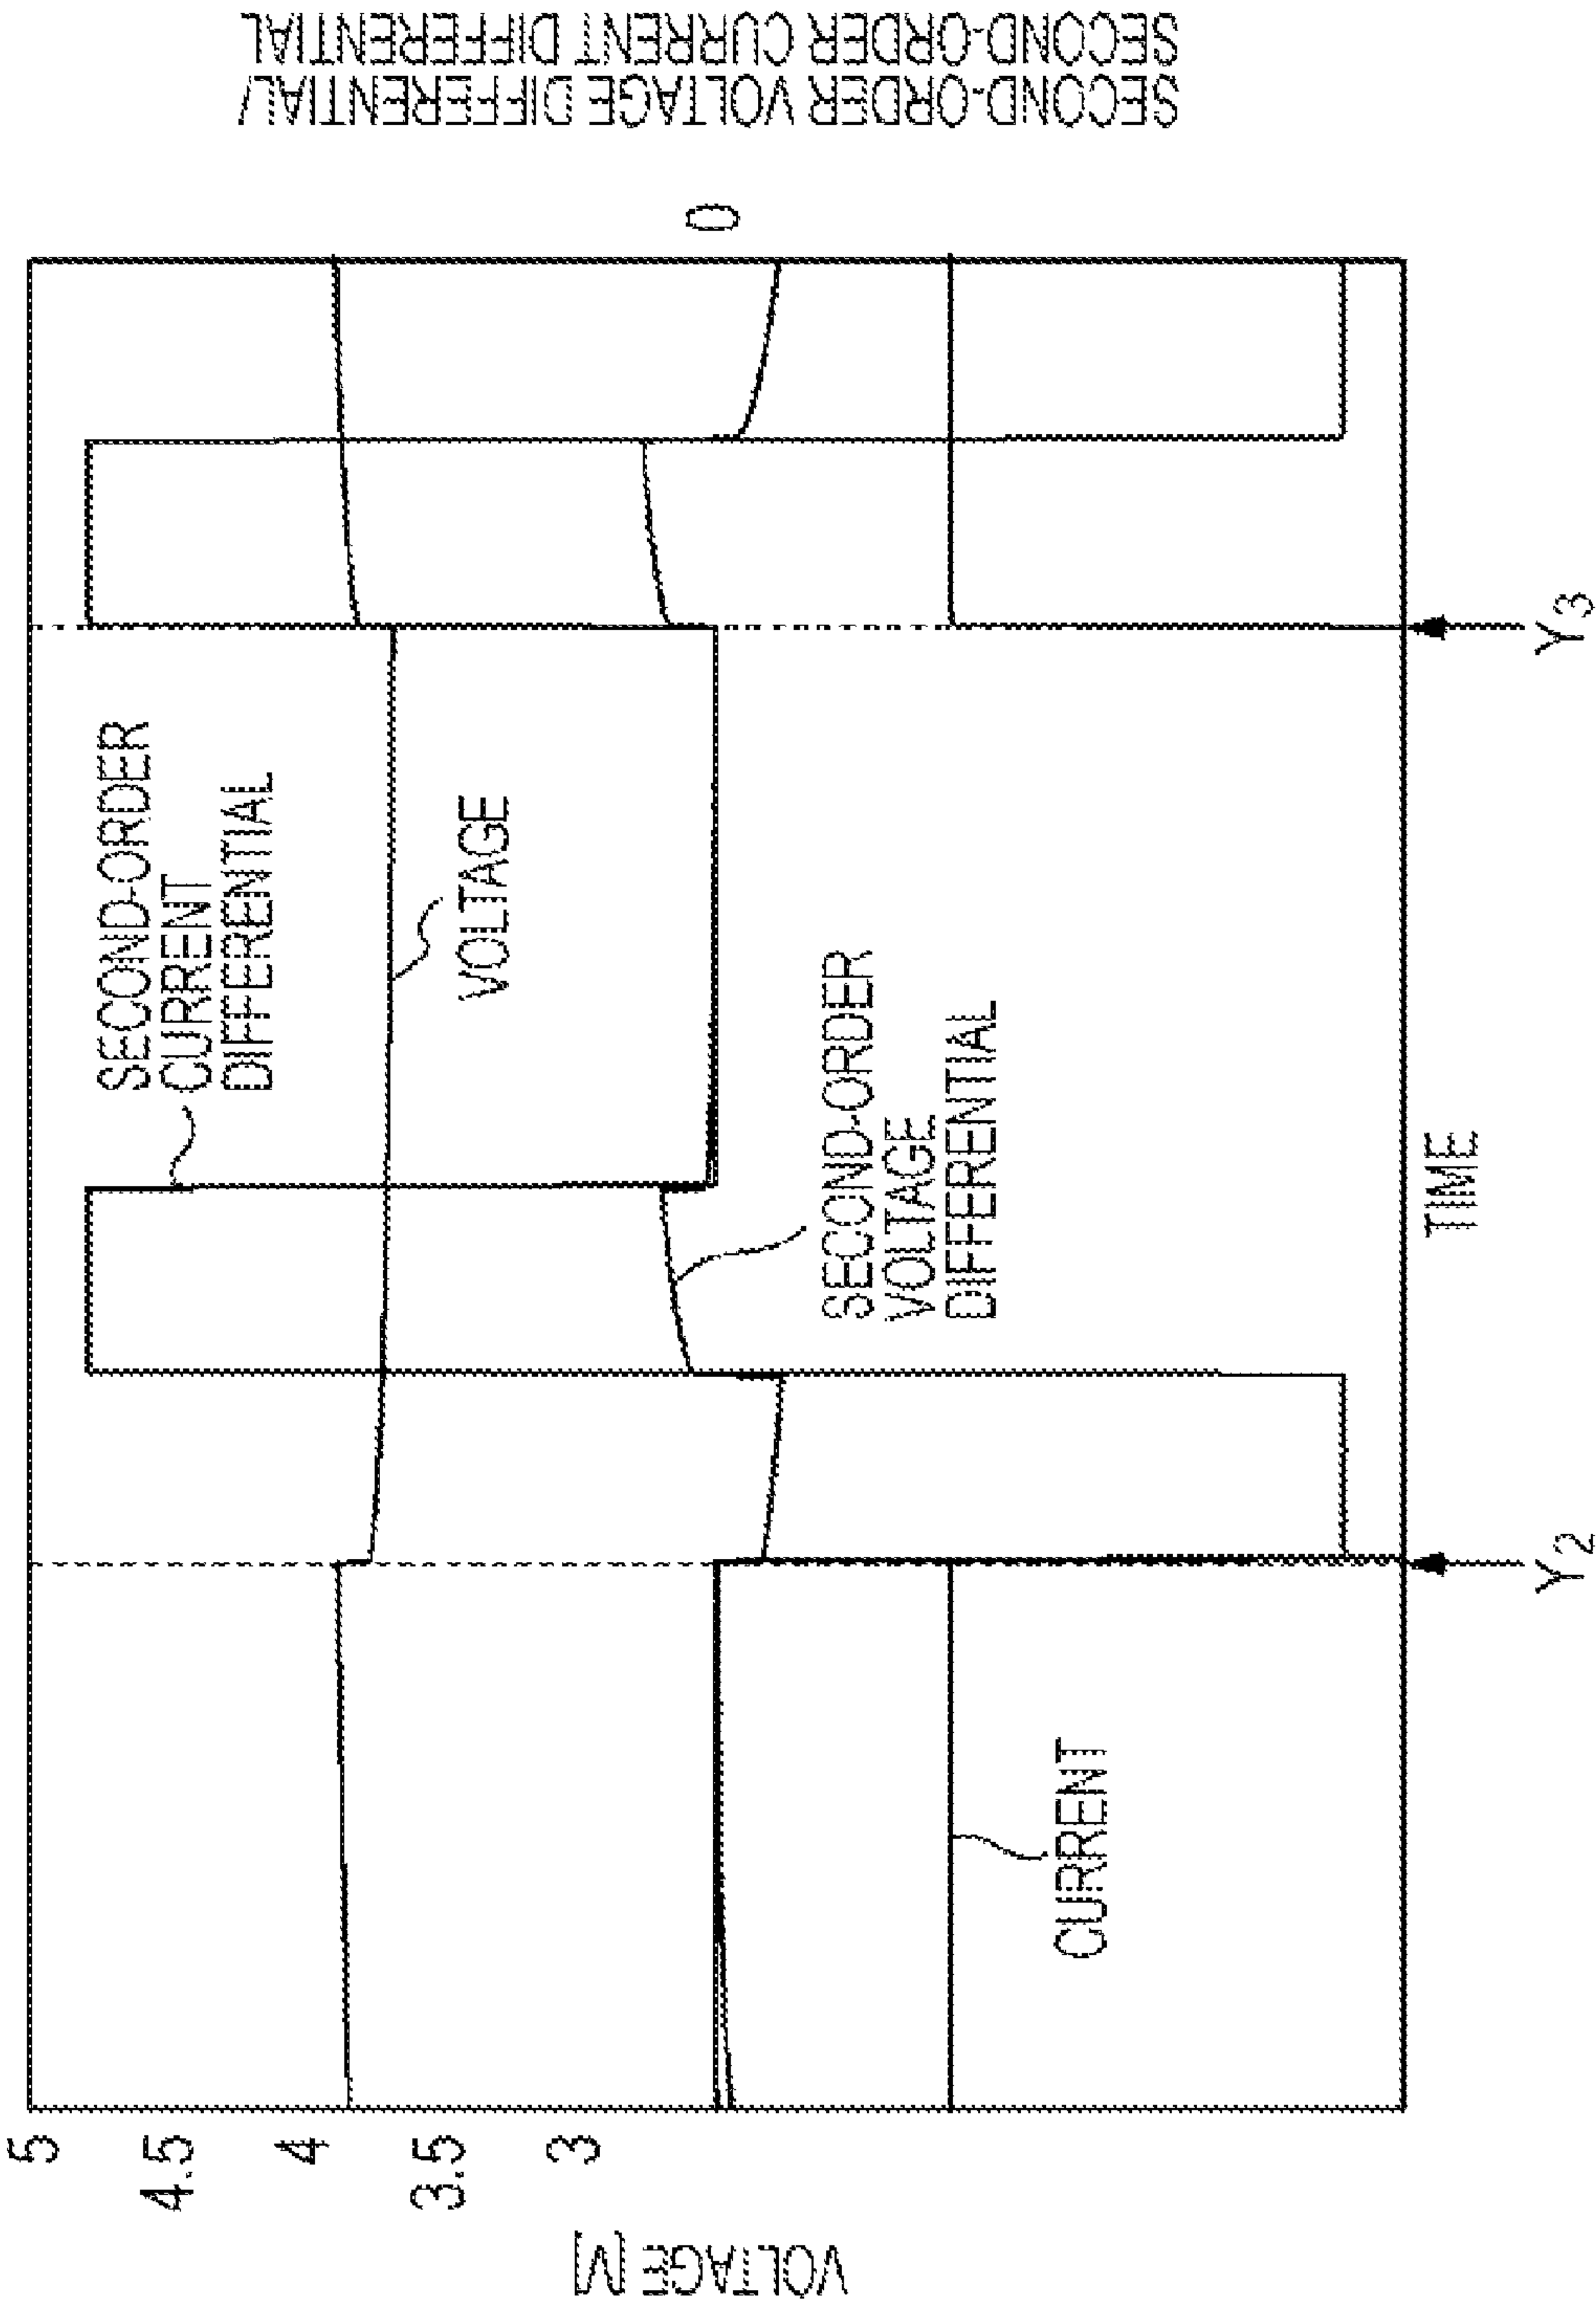 VOLTAGE [V]
5
4.5
4
3.5
3
SECOND-ORDER
CURRENT
DIFFERENTIAL
VOLTAGE
SECOND-ORDER
VOLTAGE
DIFFERENTIAL
CURRENT
0
SECOND-ORDER VOLTAGE DIFFERENTIAL/
SECOND-ORDER CURRENT DIFFERENTIAL
Y2
Y3
TIME